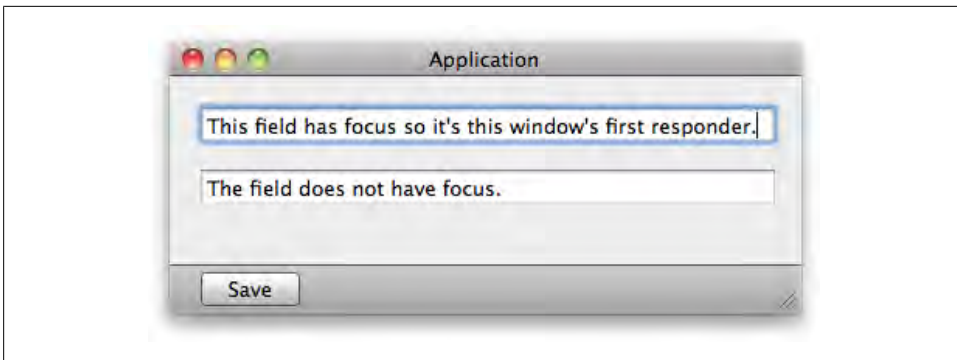 Application
This field has focus so it's this window's first responder.
The field does not have focus.
Save